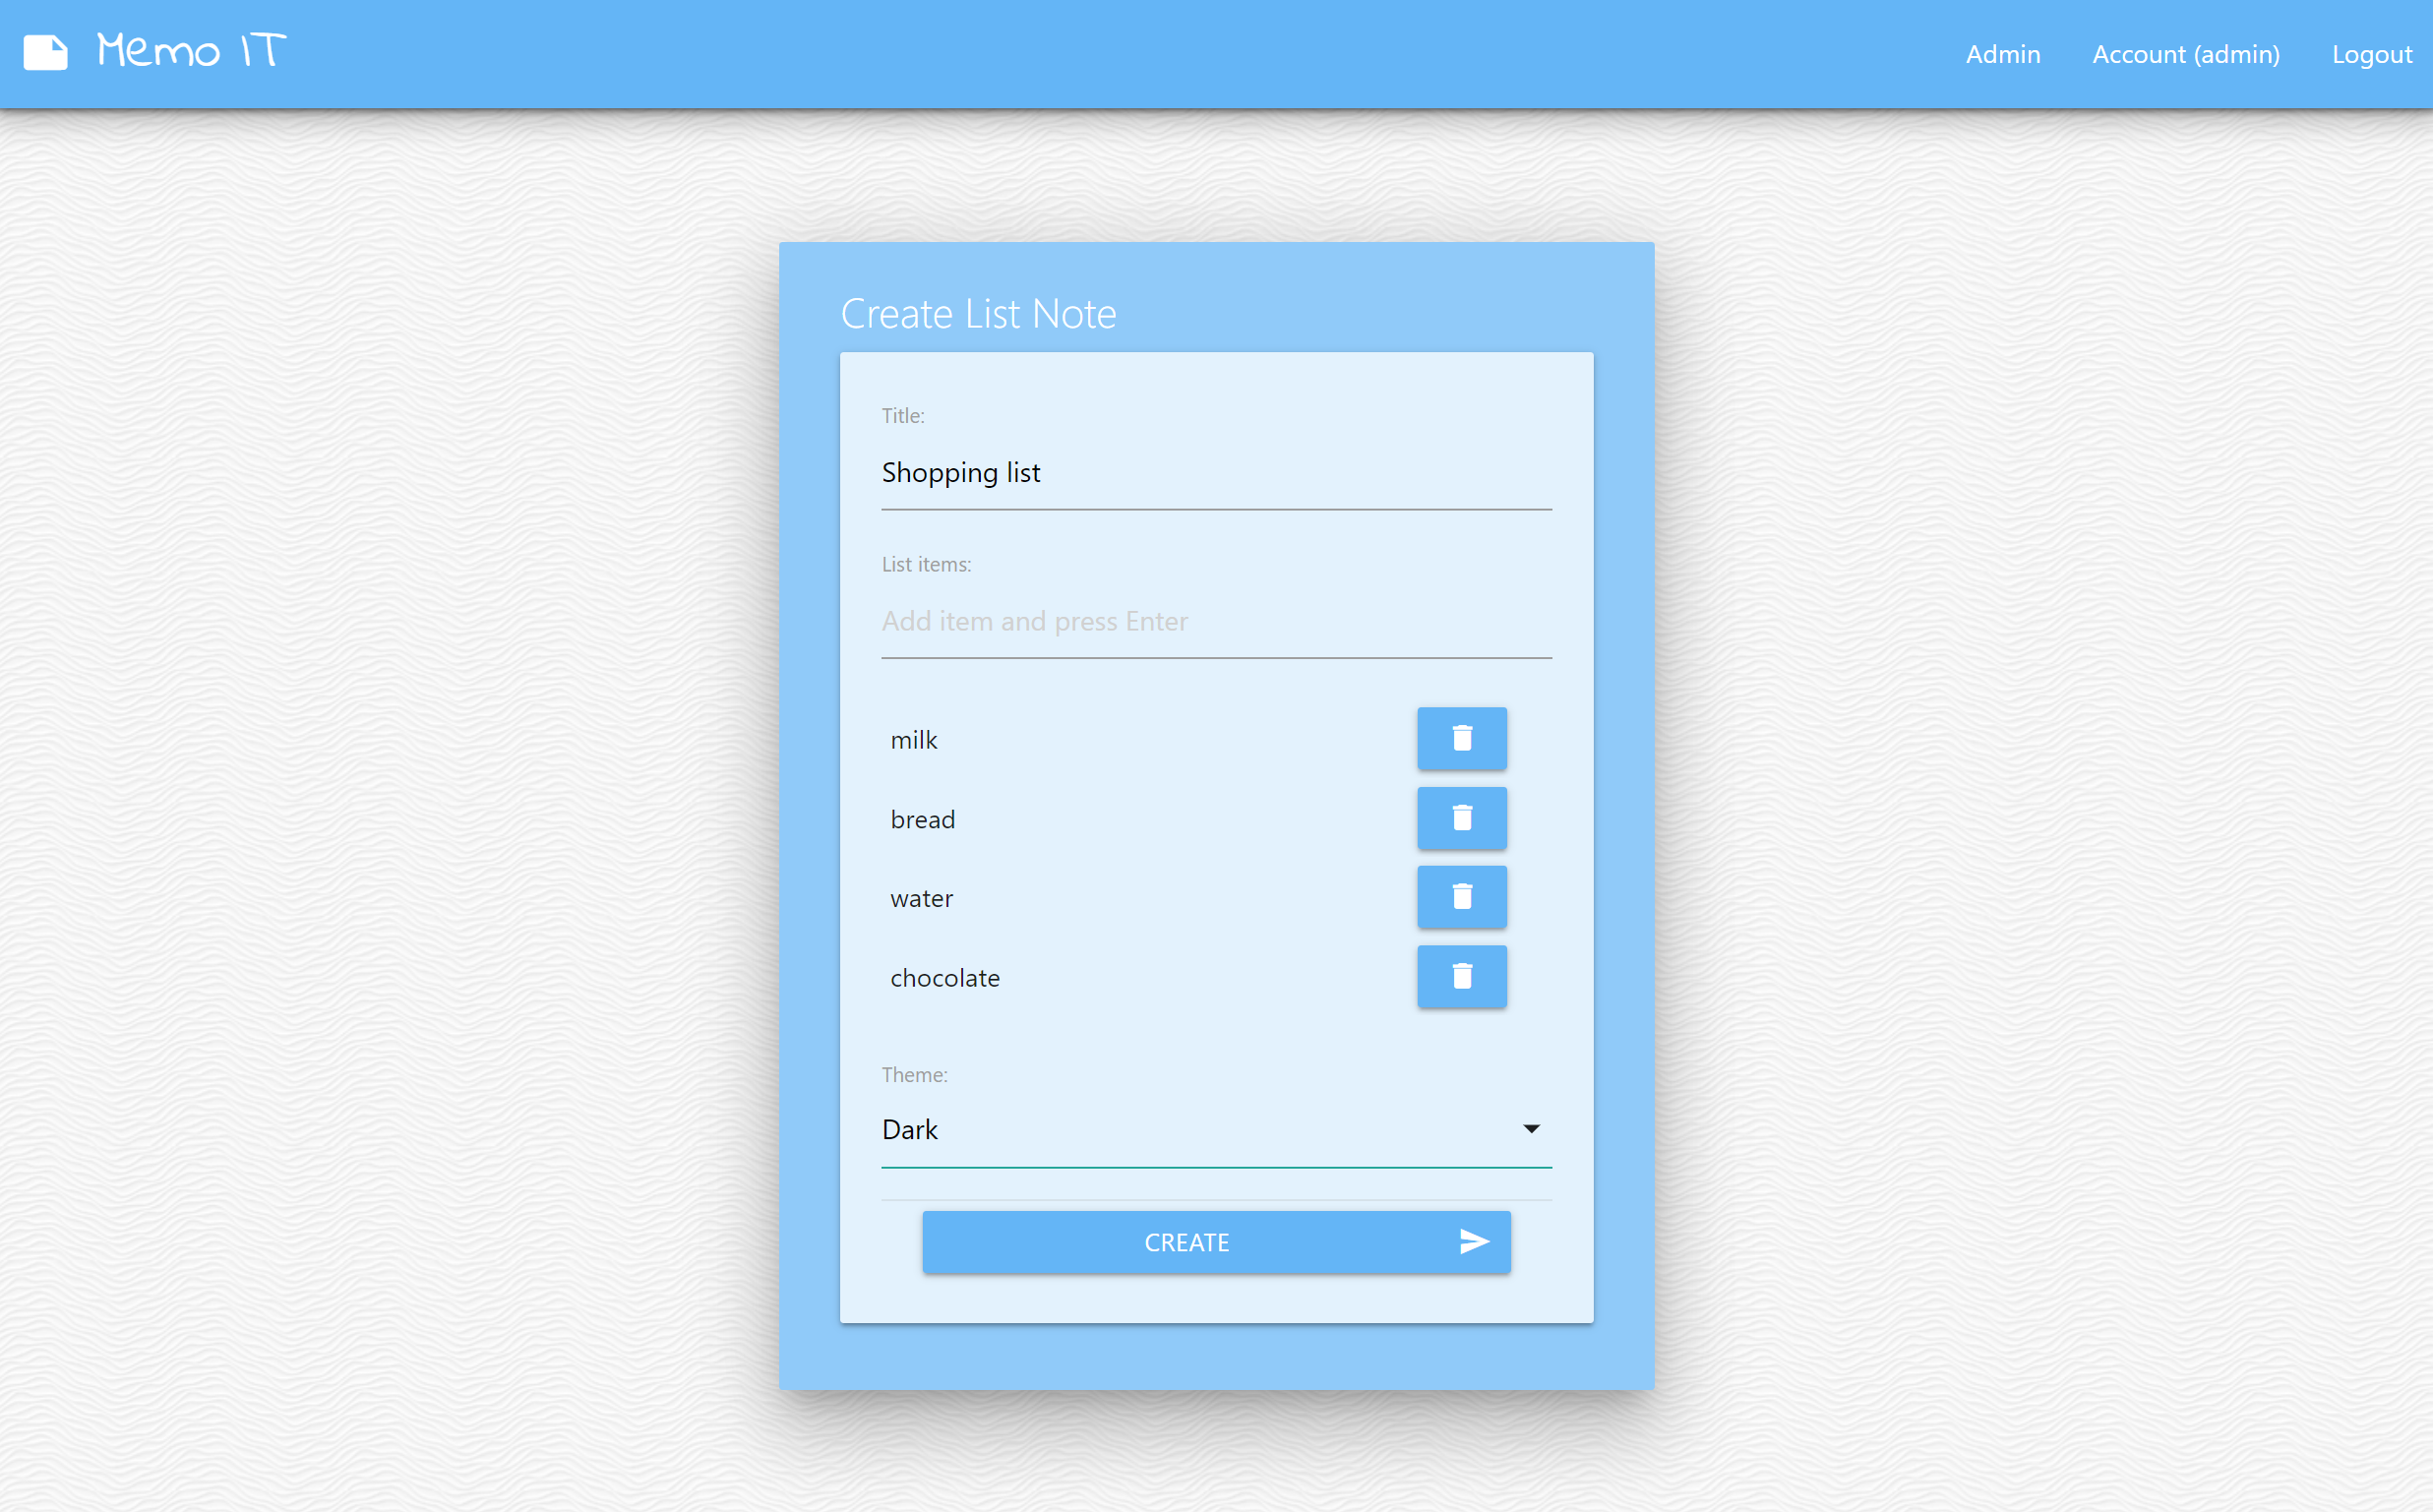 Memo IT
Admin
Account (admin)
Logout
Create List Note
Title:
Shopping list
List items:
Add item and press Enter
milk
bread
water
chocolate
Theme:
Dark
CREATE